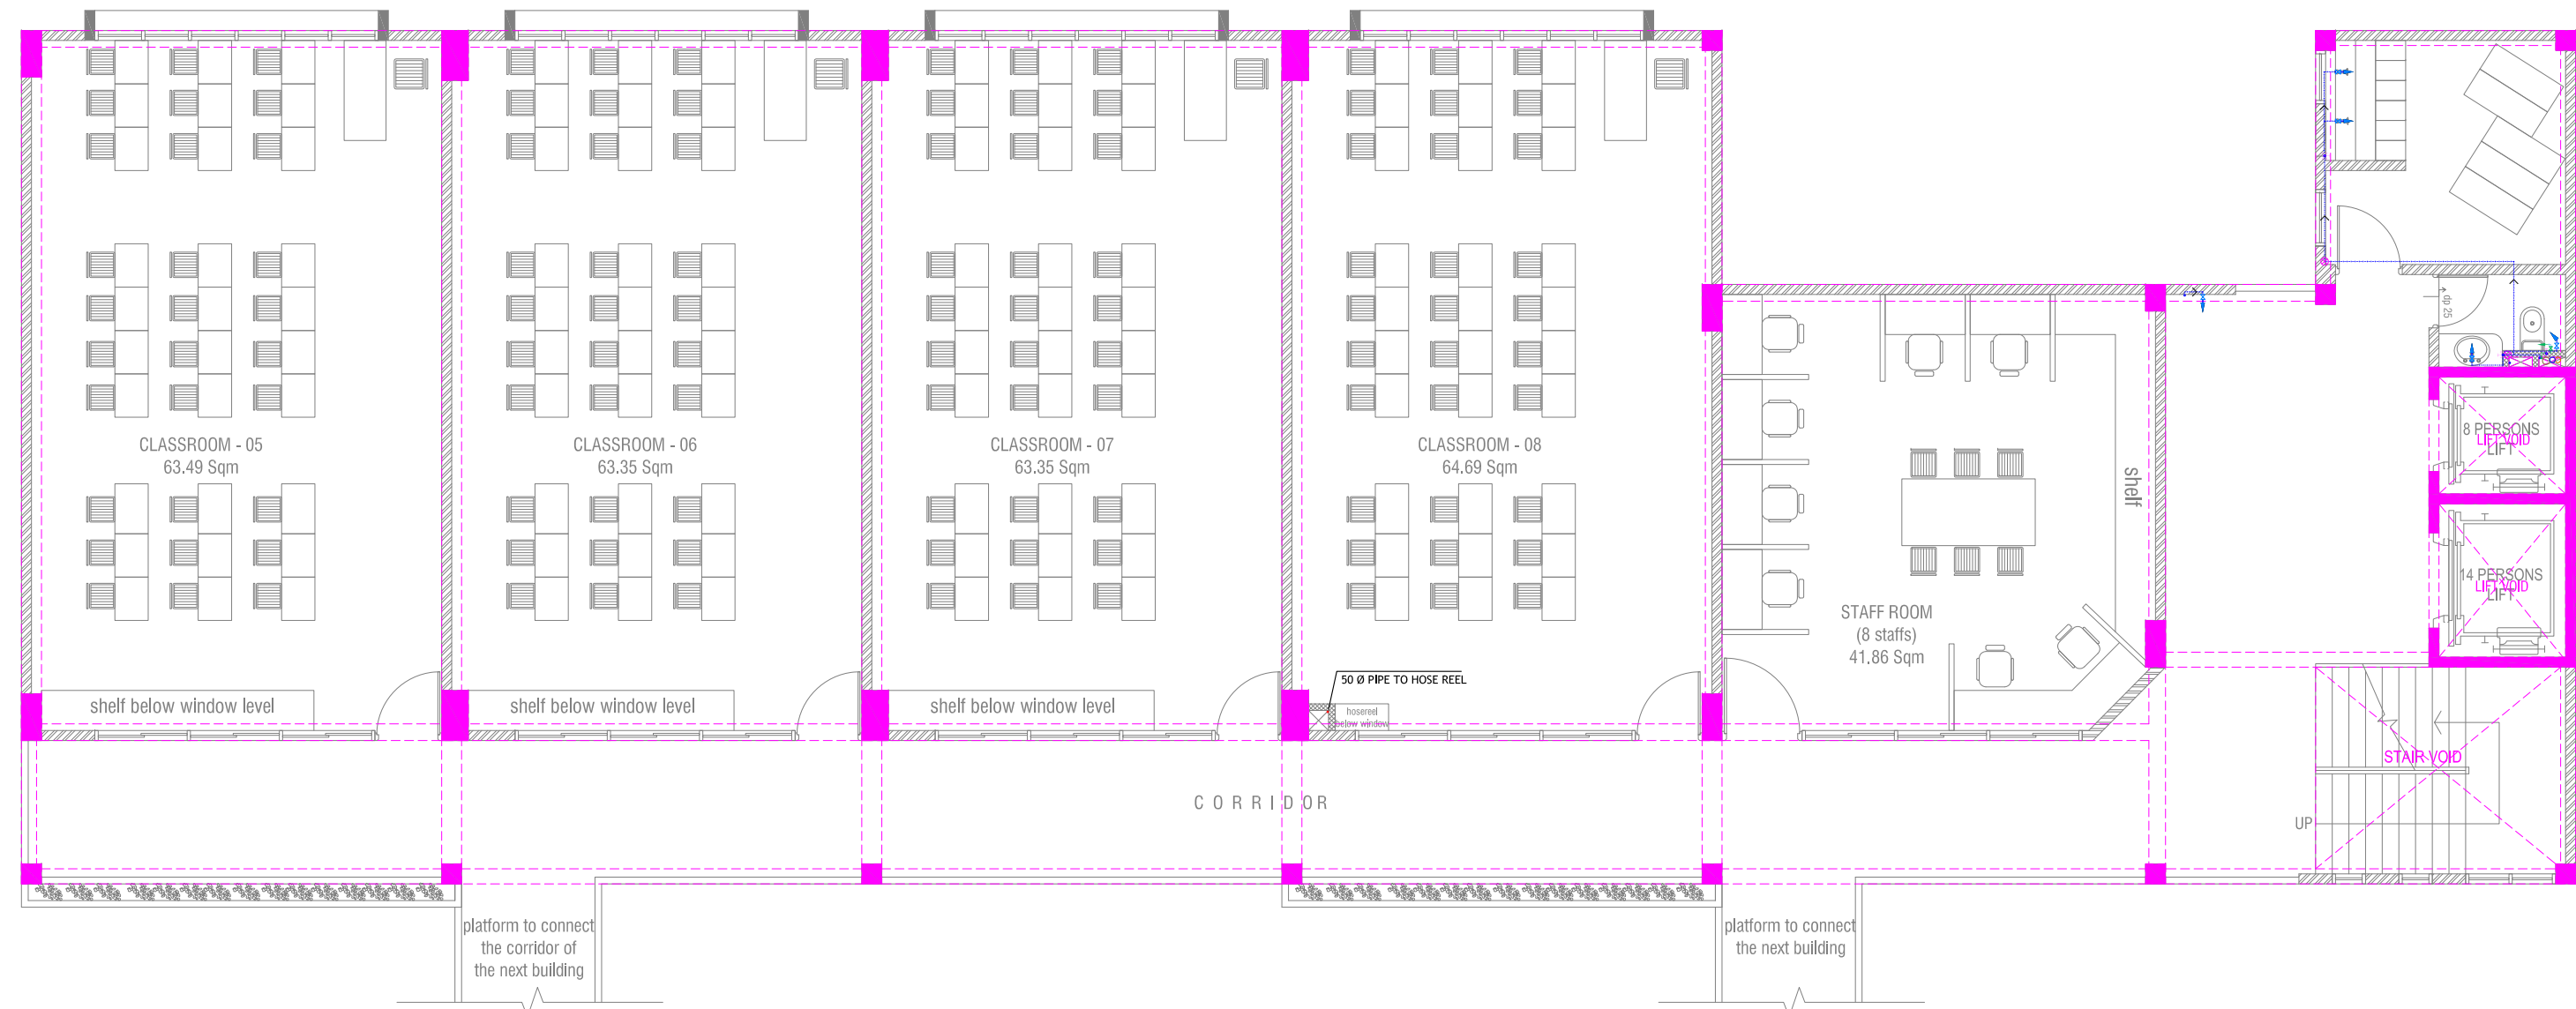 CLASSROOM - 05
63.49 Sqm
CLASSROOM - 06
63.35 Sqm
CLASSROOM - 07
63.35 Sqm
CLASSROOM - 08
64.69 Sqm
STAFF ROOM
(8 staffs)
41.86 Sqm
shelf
dp 25
8 PERSONS
LIFT VOID
LIFT
14 PERSONS
LIFT VOID
LIFT
shelf below window level
shelf below window level
shelf below window level
50 Ø PIPE TO HOSE REEL
hosereel
below window
STAIR VOID
UP
CORRIDOR
platform to connect
the corridor of
the next building
platform to connect
the next building